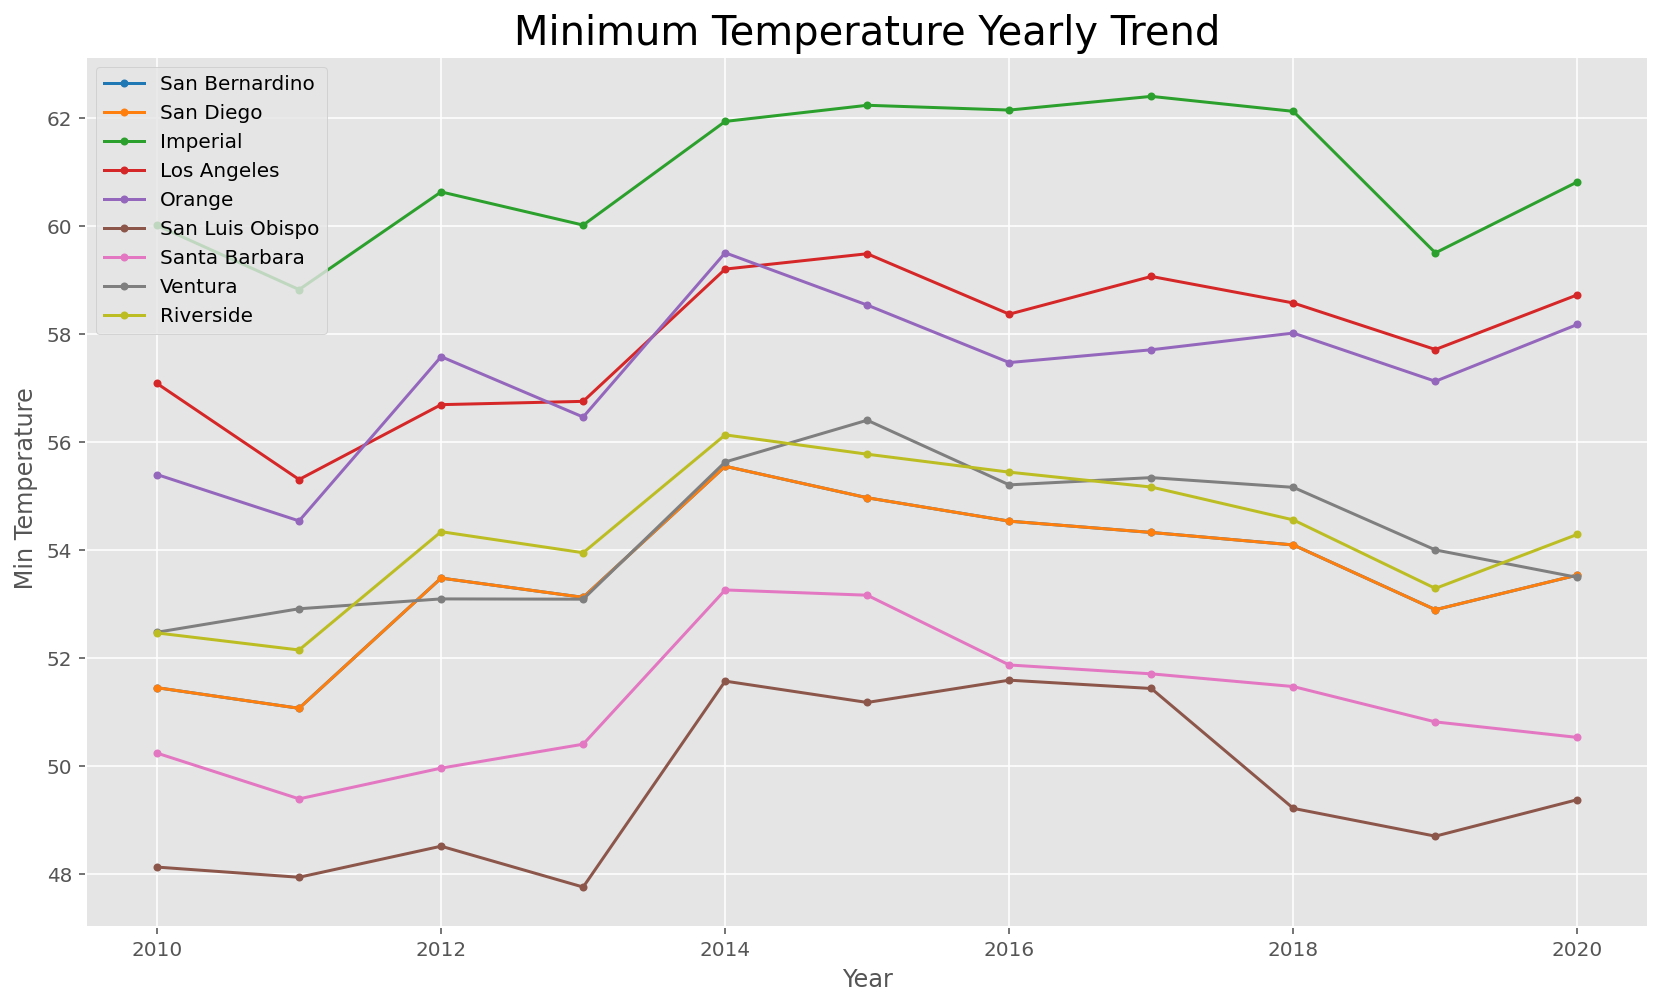 Minimum Temperature Yearly Trend
San Bernardino
San Diego
Imperial
Los Angeles
Orange
San Luis Obispo
Santa Barbara
Ventura
Riverside
62
60
58
56
54
52
50
48
Min Temperature
2010 2012 2014 2016 2018 2020
Year